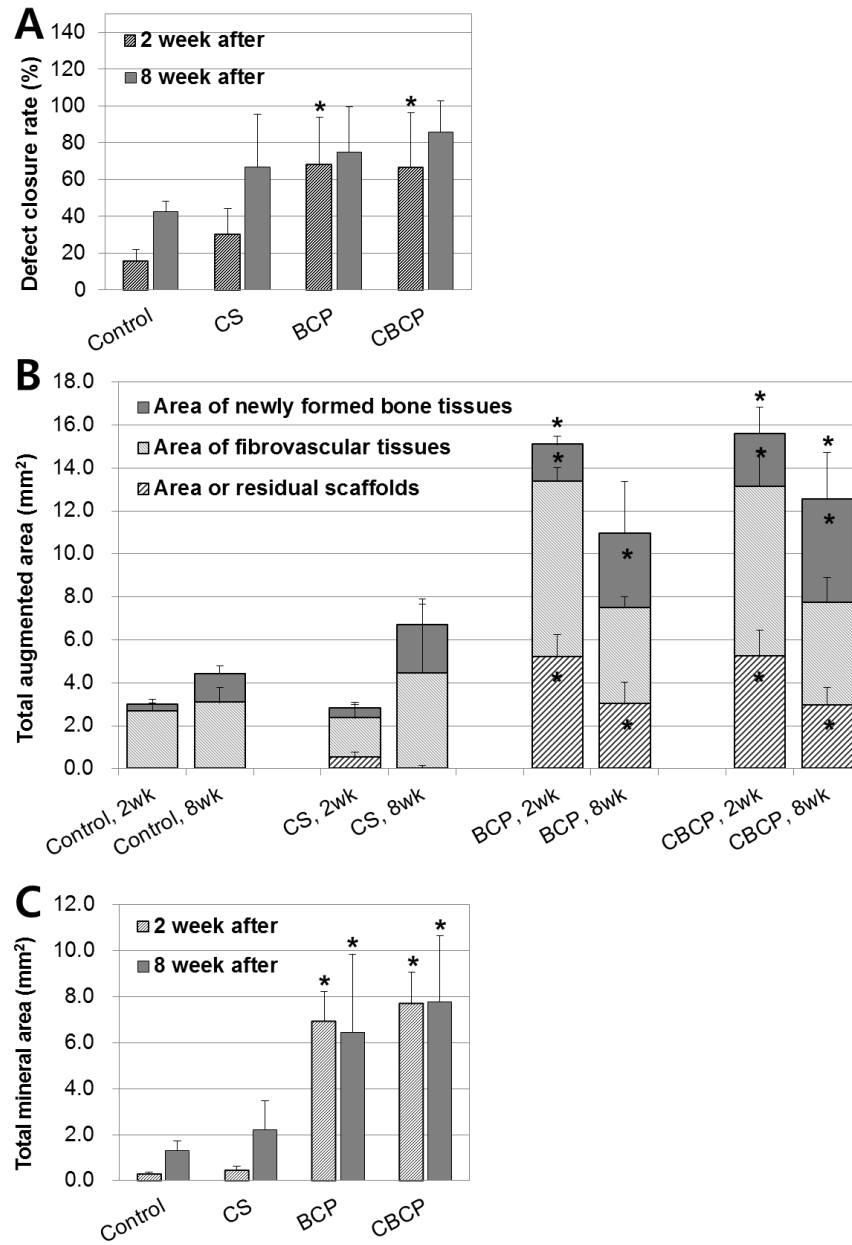 A
Defect closure rate (%)
140
120
100
80
60
40
20
0
2 week after
8 week after
*
*
Control
CS
BCP
CBCP
B
Total augmented area (mm²)
18.0
16.0
14.0
12.0
10.0
8.0
6.0
4.0
2.0
0.0
Area of newly formed bone tissues
Area of fibrovascular tissues
Area or residual scaffolds
*
*
*
*
*
*
*
*
*
*
*
Control, 2wk
Control, 8wk
CS, 2wk
CS, 8wk
BCP, 2wk
BCP, 8wk
CBCP, 2wk
CBCP, 8wk
C
Total mineral area (mm²)
12.0
10.0
8.0
6.0
4.0
2.0
0.0
2 week after
8 week after
*
*
*
*
Control
CS
BCP
CBCP